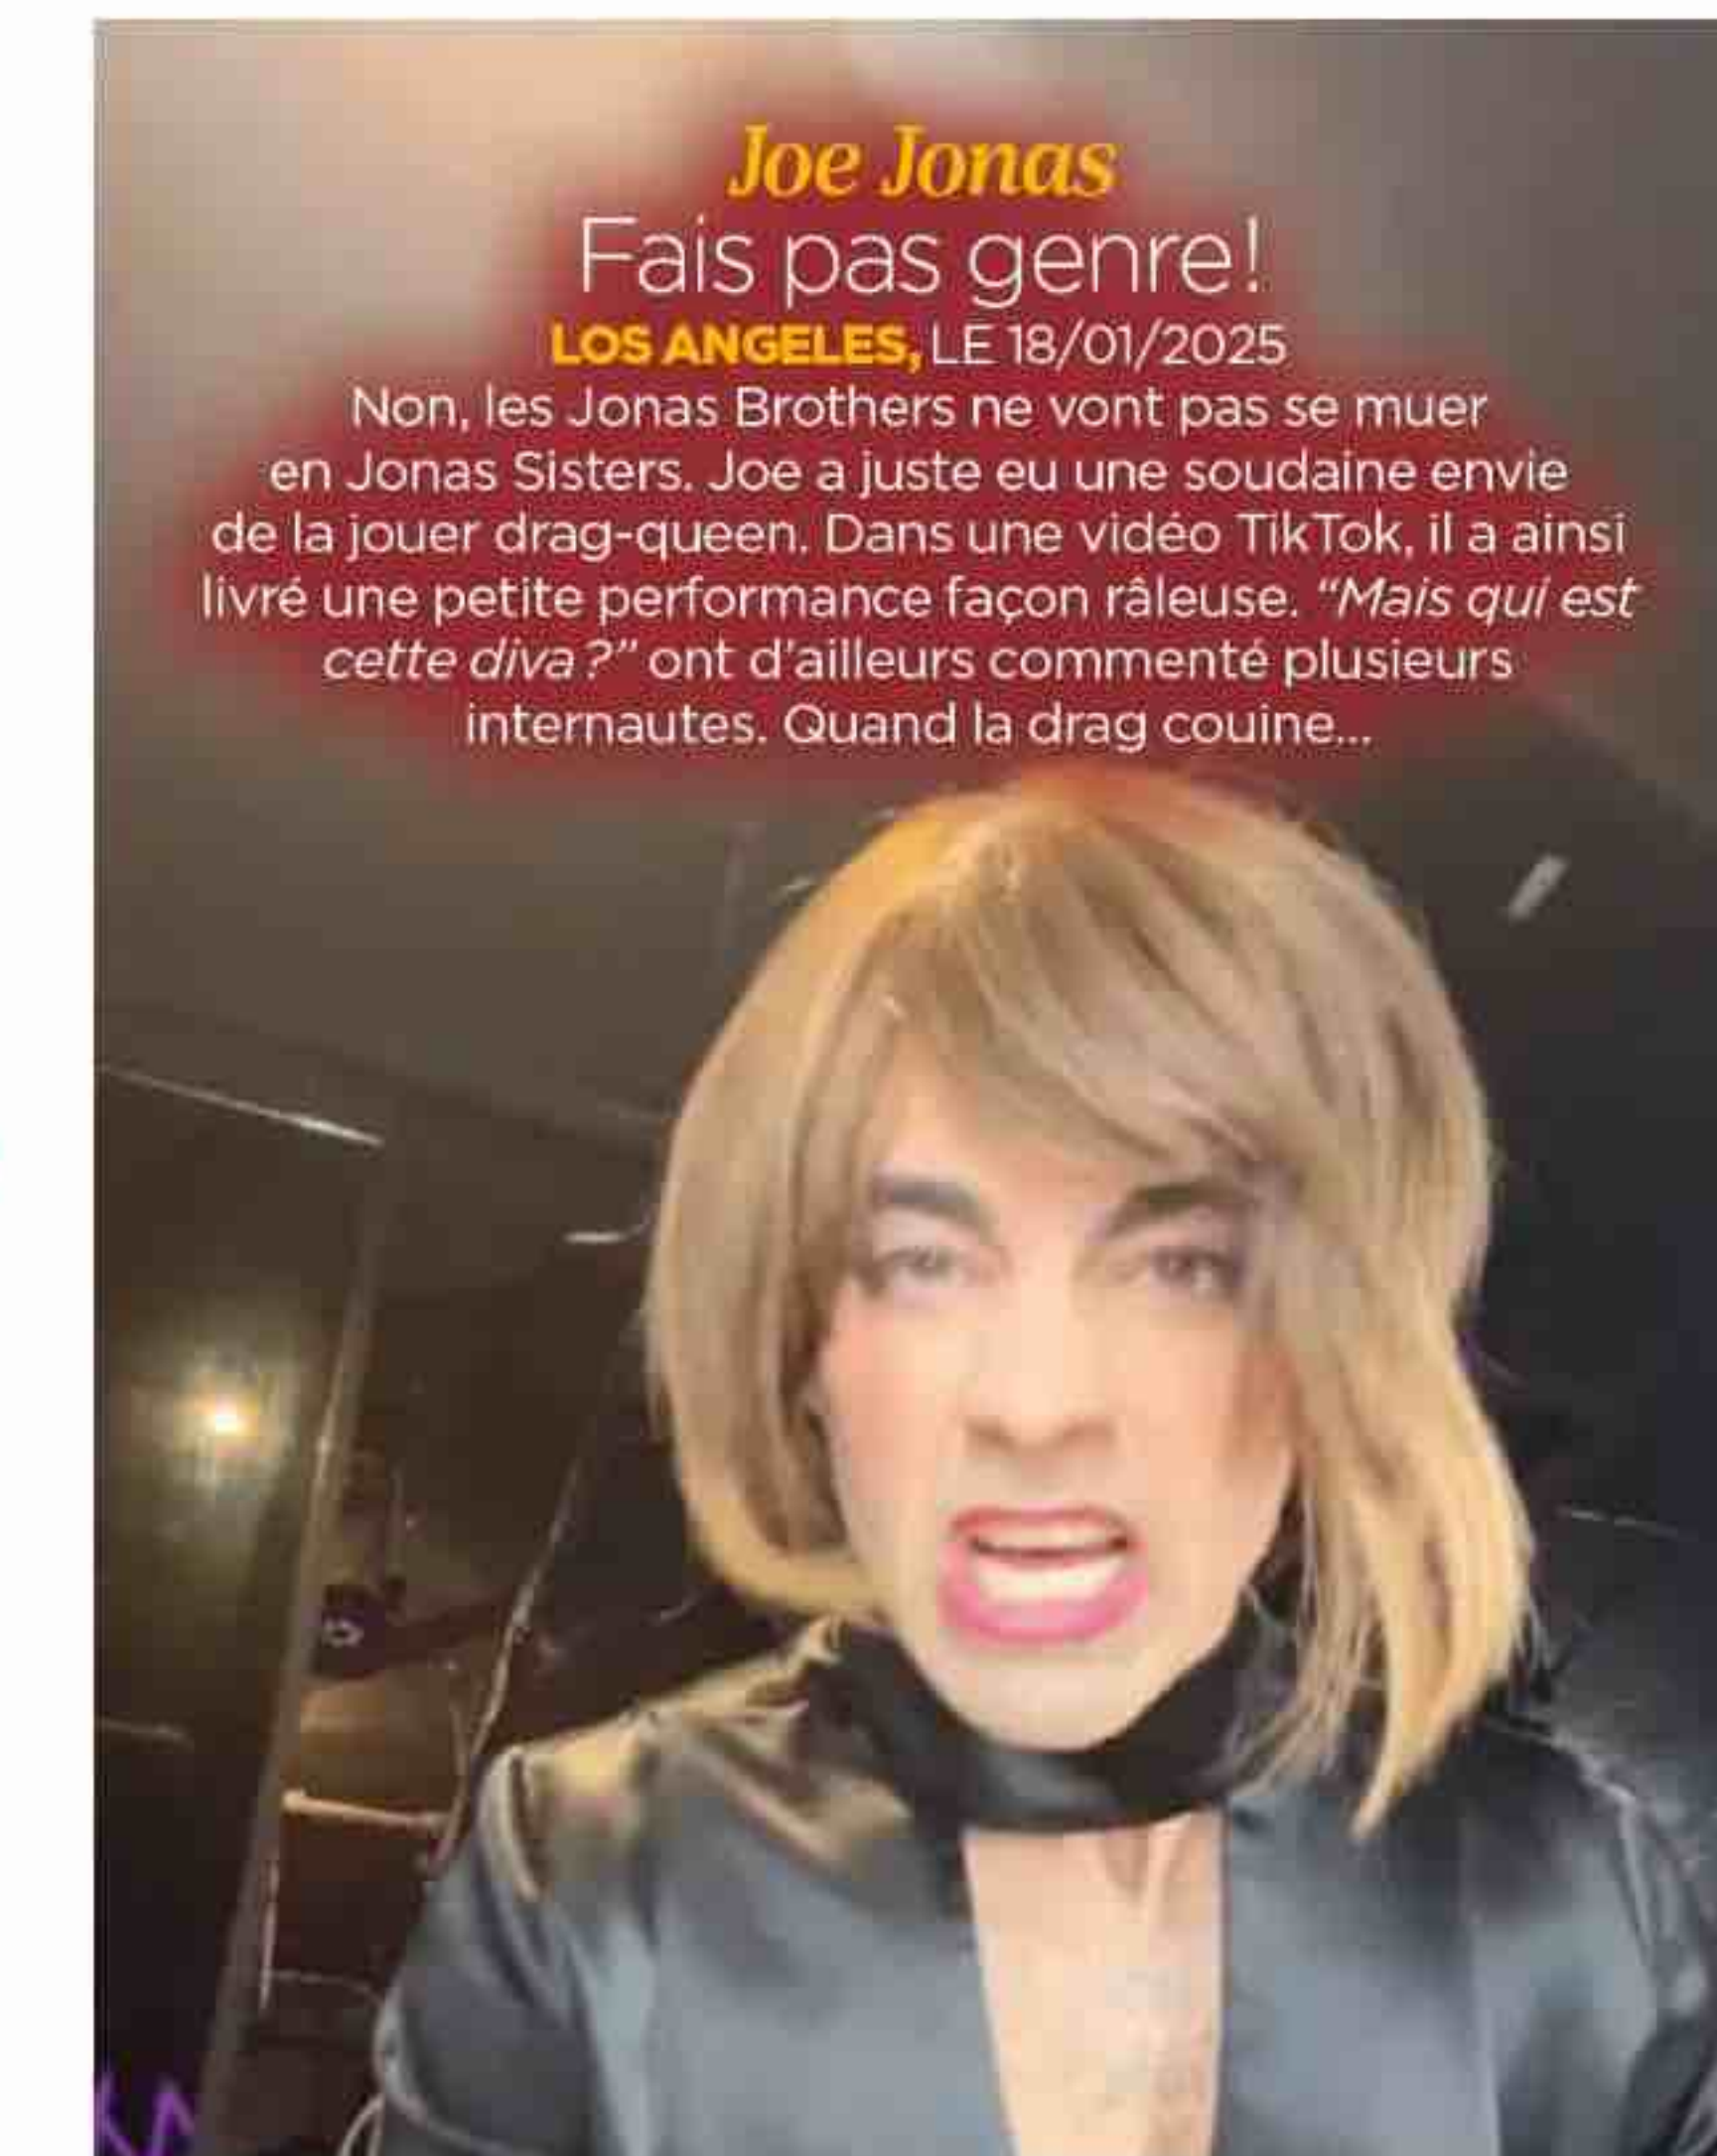 Joe Jonas
Fais pas genre!
LOS ANGELES, LE 18/01/2025
Non, les Jonas Brothers ne vont pas se muer
en Jonas Sisters. Joe a juste eu une soudaine envie
de la jouer drag-queen. Dans une vidéo TikTok, il a ainsi
livré une petite performance façon râleuse. “Mais qui est
cette diva?” ont d'ailleurs commenté plusieurs
internautes. Quand la drag couine...